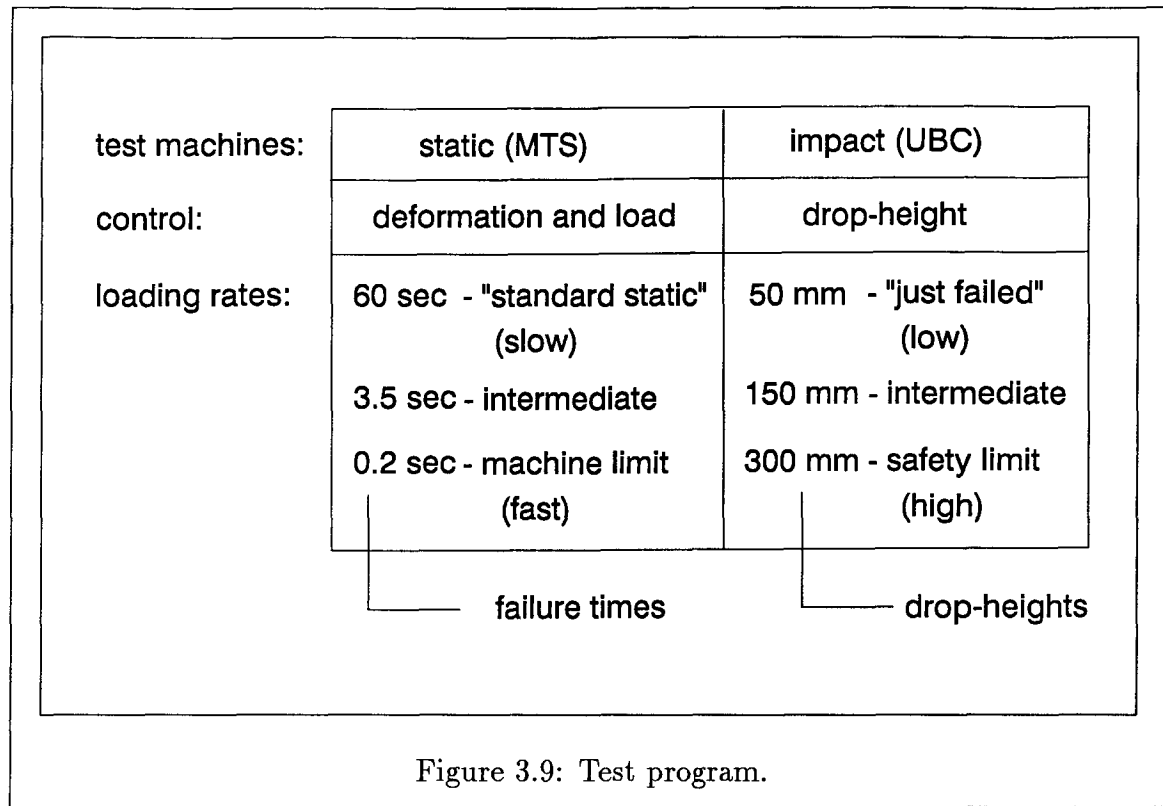 test machines: static (MTS) impact (UBC)
control: deformation and load drop-height
loading rates: 60 sec - "standard static" 50 mm - "just failed"
(slow) (low)
3.5 sec - intermediate 150 mm - intermediate
0.2 sec - machine limit 300 mm - safety limit
(fast) (high)
failure times drop-heights
Figure 3.9: Test program.